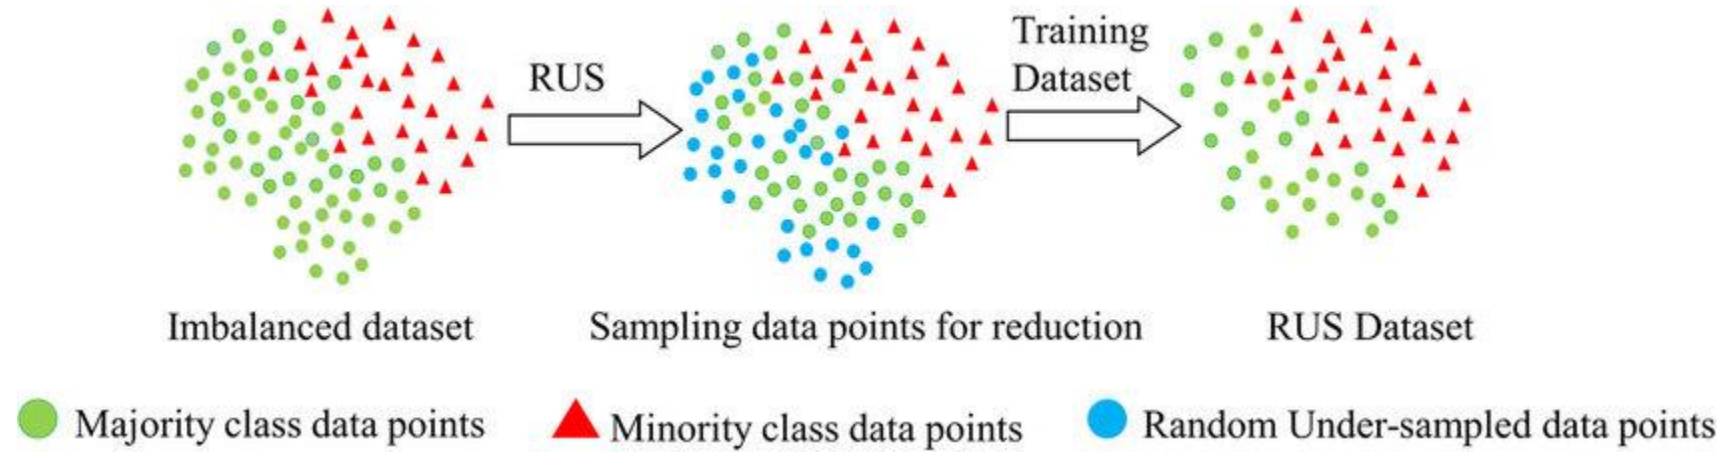 RUS
Training
Dataset
Imbalanced dataset
Sampling data points for reduction
RUS Dataset
Majority class data points
Minority class data points
Random Under-sampled data points